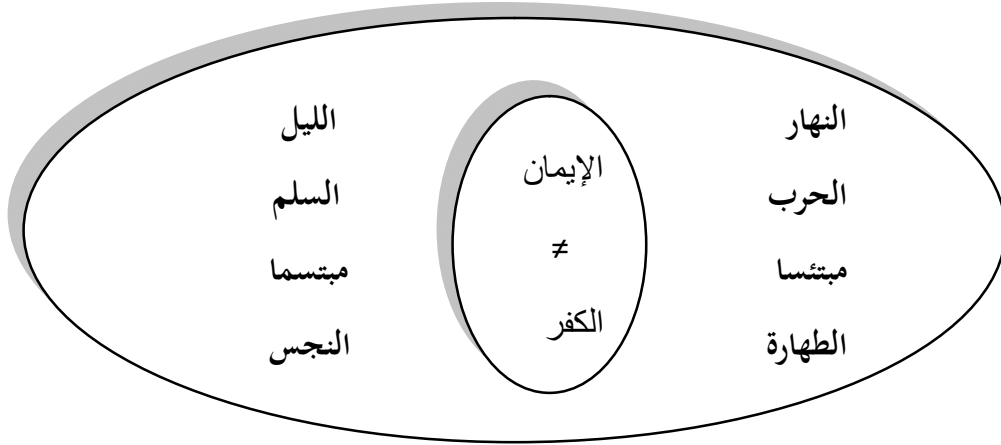 النهار
الليل
الإيمان
الحرب
السلم
≠
مبتئسا
مبتسما
الكفر
الطهارة
النجس